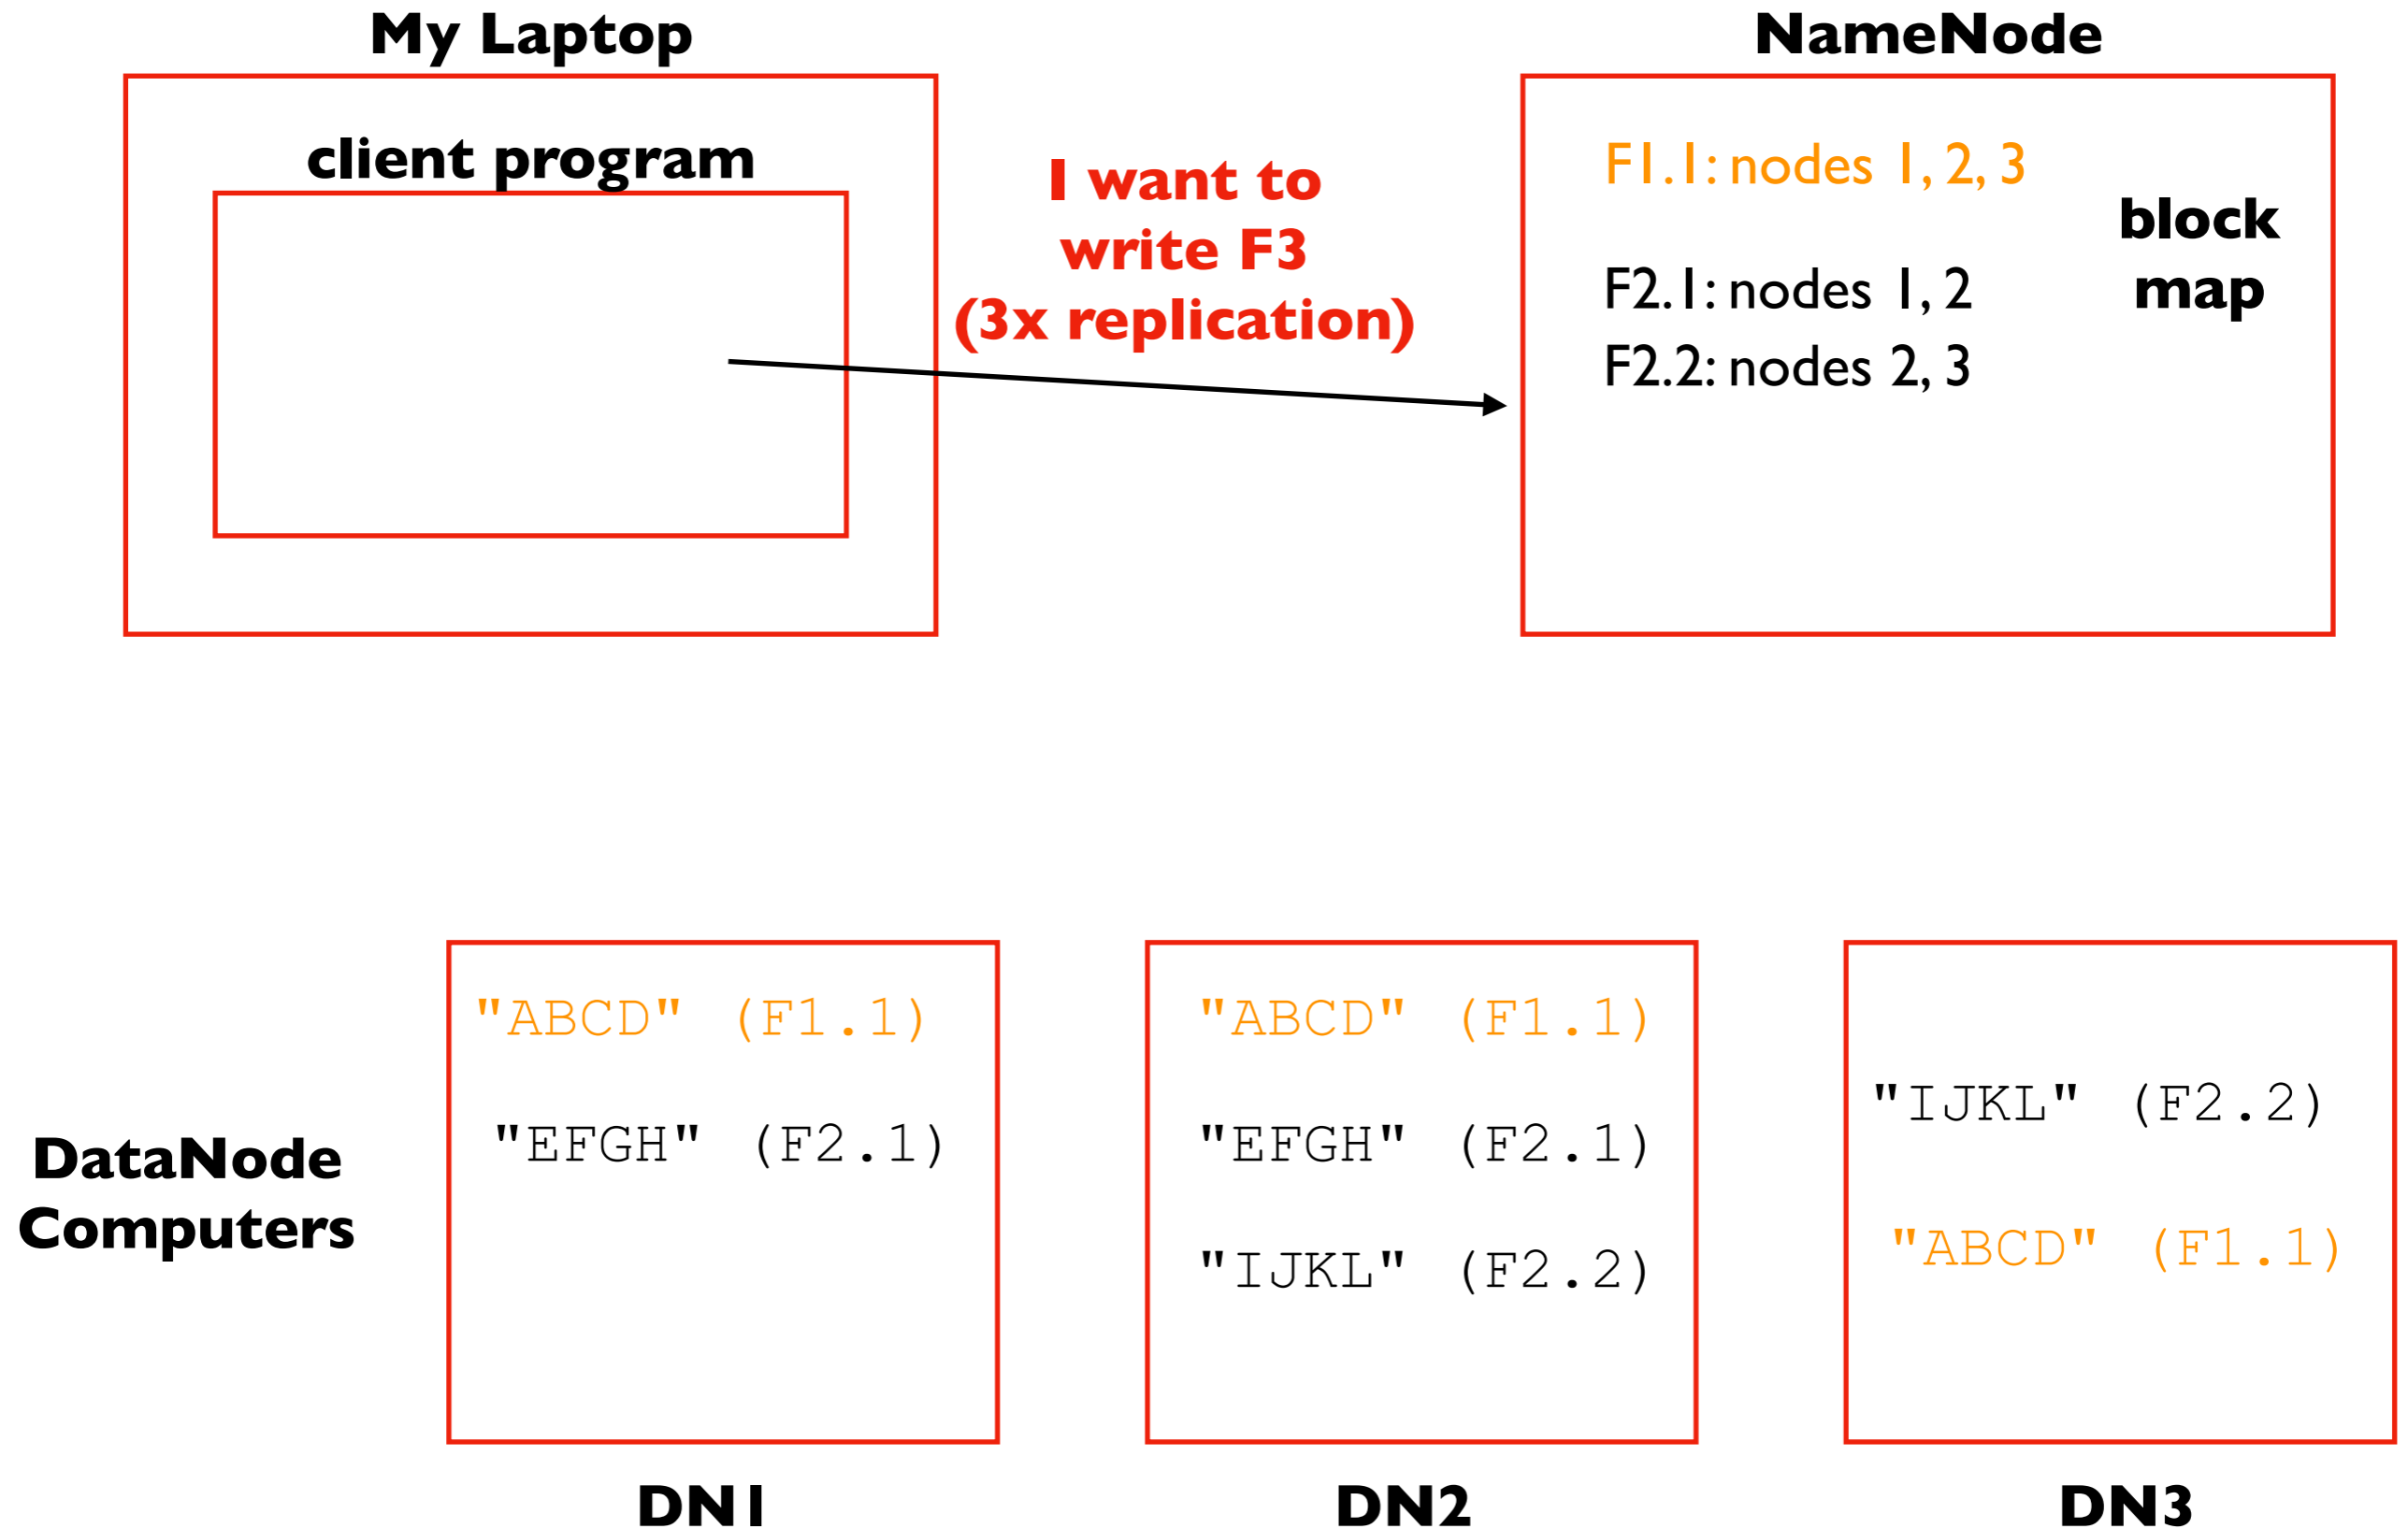 My Laptop
NameNode
client program
I want to
write F3
(3x replication)
F1.1: nodes 1, 2, 3
F2.1: nodes 1, 2
F2.2: nodes 2, 3
block
map
DataNode
Computers
"ABCD" (F1.1)
"EFGH" (F2.1)
"ABCD" (F1.1)
"EFGH" (F2.1)
"IJKL" (F2.2)
"IJKL" (F2.2)
"ABCD" (F1.1)
DN1
DN2
DN3